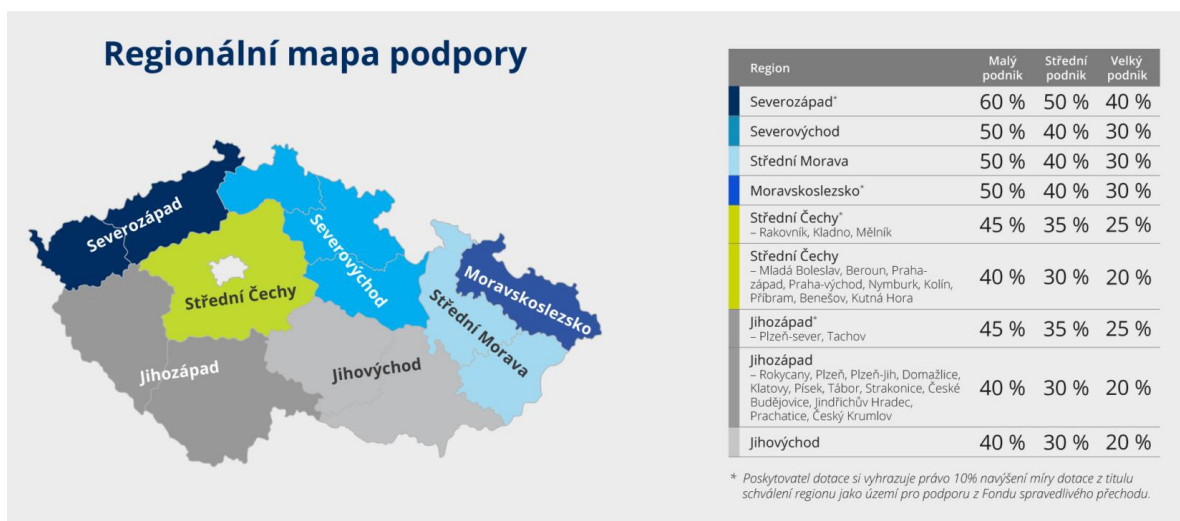 Regionální mapa podpory
Severozápad
Severovýchod
Střední Čechy
Moravskoslezsko
Střední Morava
Jihozápad
Jihovýchod
Region Malý podnik Střední podnik Velký podnik
Severozápad* 60 % 50 % 40 %
Severovýchod 50 % 40 % 30 %
Střední Morava 50 % 40 % 30 %
Moravskoslezsko* 50 % 40 % 30 %
Střední Čechy*
– Rakovník, Kladno, Mělník 45 % 35 % 25 %
Střední Čechy
– Mladá Boleslav, Beroun, Praha-
západ, Praha-východ, Nymburk, Kolín, 40 % 30 % 20 %
Příbram, Benešov, Kutná Hora
Jihozápad*
– Plzeň-sever, Tachov 45 % 35 % 25 %
Jihozápad
– Rokycany, Plzeň, Plzeň-Jih, Domažlice,
Klatovy, Písek, Tábor, Strakonice, České 40 % 30 % 20 %
Budějovice, Jindřichův Hradec,
Prachatice, Český Krumlov
Jihovýchod 40 % 30 % 20 %
* Poskytovatel dotace si vyhrazuje právo 10% navýšení míry dotace z titulu
schválení regionu jako území pro podporu z Fondu spravedlivého přechodu.